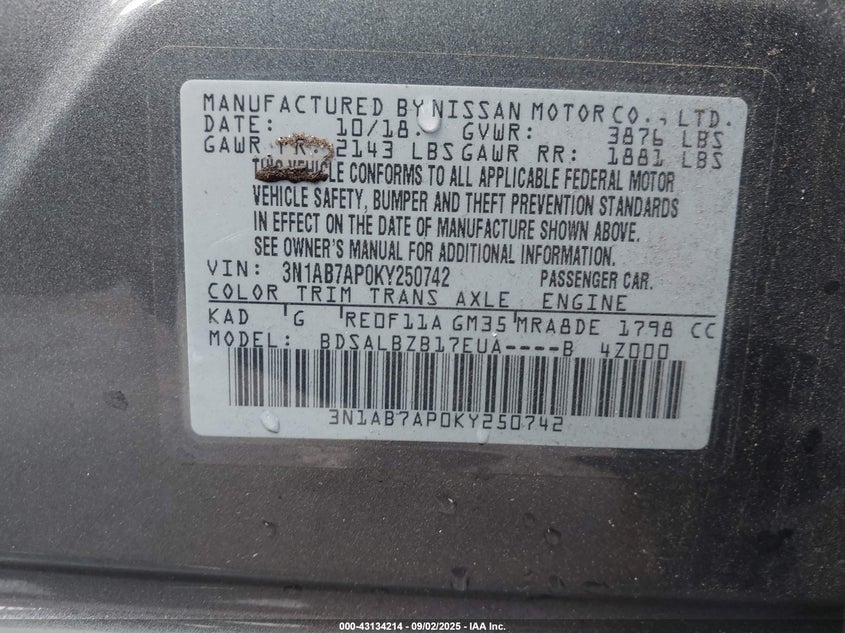 MANUFACTURED BY NISSAN MOTOR CO., LTD.
DATE: 10/18. GVWR: 3876 LBS
GAWR FR: 2143 LBS GAWR RR: 1881 LBS
THIS VEHICLE CONFORMS TO ALL APPLICABLE FEDERAL MOTOR
VEHICLE SAFETY, BUMPER AND THEFT PREVENTION STANDARDS
IN EFFECT ON THE DATE OF MANUFACTURE SHOWN ABOVE.
SEE OWNER'S MANUAL FOR ADDITIONAL INFORMATION.
VIN: 3N1AB7AP0KY250742 PASSENGER CAR.
COLOR TRIM TRANS AXLE ENGINE
KAD G RE0F11A GM35 MRA8DE 1798 CC
MODEL: BDSALBZB17EUA----B 4Z000
3N1AB7AP0KY250742
000-43134214 - 09/02/2025 - IAA Inc.